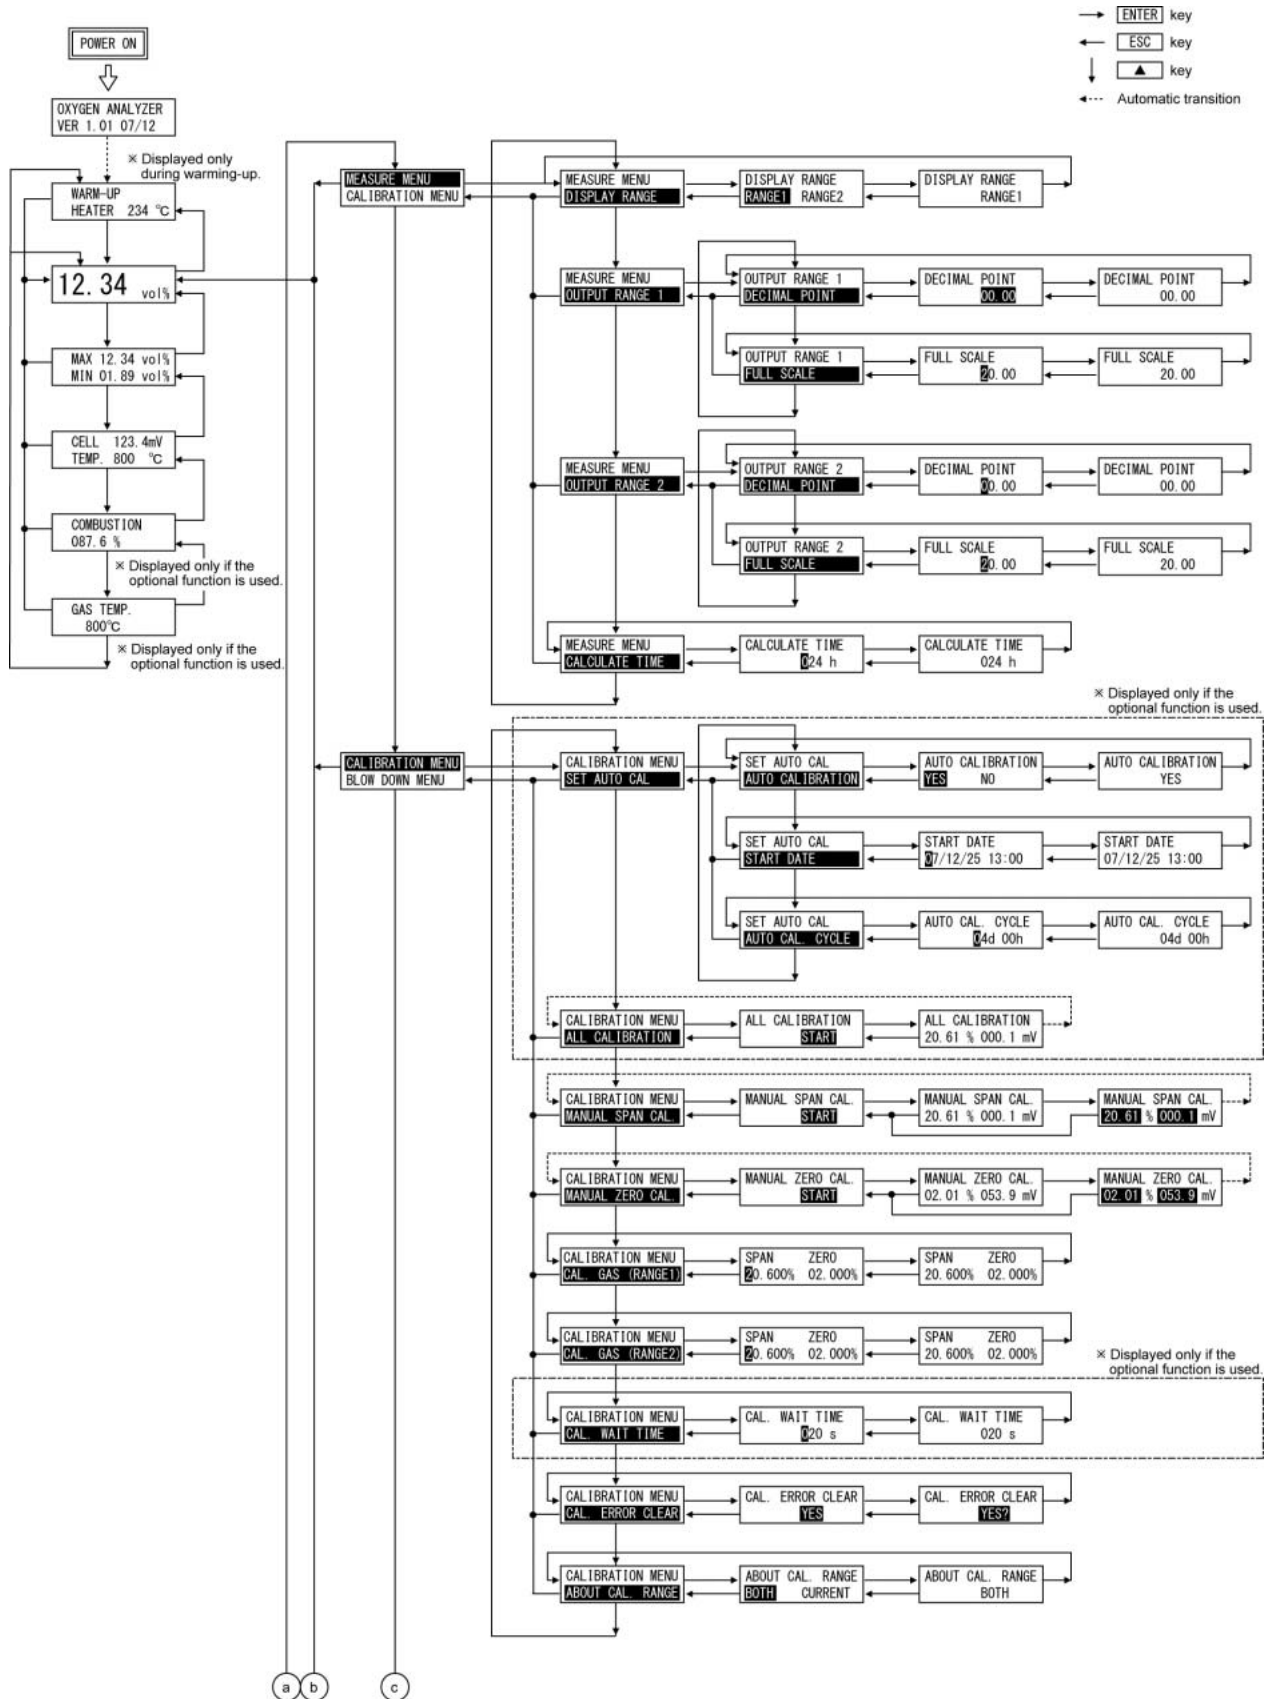 ENTER key
ESC key
▲ key
Automatic transition
POWER ON
OXYGEN ANALYZER
VER 1.01 07/12
※ Displayed only
during warming-up.
WARM-UP
HEATER 234 ℃
12.34 vol%
MAX 12.34 vol%
MIN 01.89 vol%
CELL 123.4mV
TEMP. 800 ℃
COMBUSTION
087.6 %
※ Displayed only if the
optional function is used.
GAS TEMP.
800℃
※ Displayed only if the
optional function is used.
MEASURE MENU
CALIBRATION MENU
MEASURE MENU
DISPLAY RANGE
DISPLAY RANGE
RANGE1 RANGE2
DISPLAY RANGE
RANGE1
MEASURE MENU
OUTPUT RANGE 1
OUTPUT RANGE 1
DECIMAL POINT
DECIMAL POINT
00.00
DECIMAL POINT
00.00
OUTPUT RANGE 1
FULL SCALE
FULL SCALE
20.00
FULL SCALE
20.00
MEASURE MENU
OUTPUT RANGE 2
OUTPUT RANGE 2
DECIMAL POINT
DECIMAL POINT
00.00
DECIMAL POINT
00.00
OUTPUT RANGE 2
FULL SCALE
FULL SCALE
20.00
FULL SCALE
20.00
MEASURE MENU
CALCULATE TIME
CALCULATE TIME
024 h
CALCULATE TIME
024 h
※ Displayed only if the
optional function is used.
CALIBRATION MENU
BLOW DOWN MENU
CALIBRATION MENU
SET AUTO CAL
SET AUTO CAL
AUTO CALIBRATION
AUTO CALIBRATION
YES NO
AUTO CALIBRATION
YES
SET AUTO CAL
START DATE
START DATE
07/12/25 13:00
START DATE
07/12/25 13:00
SET AUTO CAL
AUTO CAL. CYCLE
AUTO CAL. CYCLE
04d 00h
AUTO CAL. CYCLE
04d 00h
CALIBRATION MENU
ALL CALIBRATION
ALL CALIBRATION
START
ALL CALIBRATION
20.61 % 000.1 mV
CALIBRATION MENU
MANUAL SPAN CAL.
MANUAL SPAN CAL.
START
MANUAL SPAN CAL.
20.61 % 000.1 mV
MANUAL SPAN CAL.
20.61 % 000.1 mV
CALIBRATION MENU
MANUAL ZERO CAL.
MANUAL ZERO CAL.
START
MANUAL ZERO CAL.
02.01 % 053.9 mV
MANUAL ZERO CAL.
02.01 % 053.9 mV
CALIBRATION MENU
CAL. GAS (RANGE1)
SPAN ZERO
20.600% 02.000%
SPAN ZERO
20.600% 02.000%
CALIBRATION MENU
CAL. GAS (RANGE2)
SPAN ZERO
20.600% 02.000%
SPAN ZERO
20.600% 02.000%
※ Displayed only if the
optional function is used.
CALIBRATION MENU
CAL. WAIT TIME
CAL. WAIT TIME
020 s
CAL. WAIT TIME
020 s
CALIBRATION MENU
CAL. ERROR CLEAR
CAL. ERROR CLEAR
YES
CAL. ERROR CLEAR
YES?
CALIBRATION MENU
ABOUT CAL. RANGE
ABOUT CAL. RANGE
BOTH CURRENT
ABOUT CAL. RANGE
BOTH
a b c